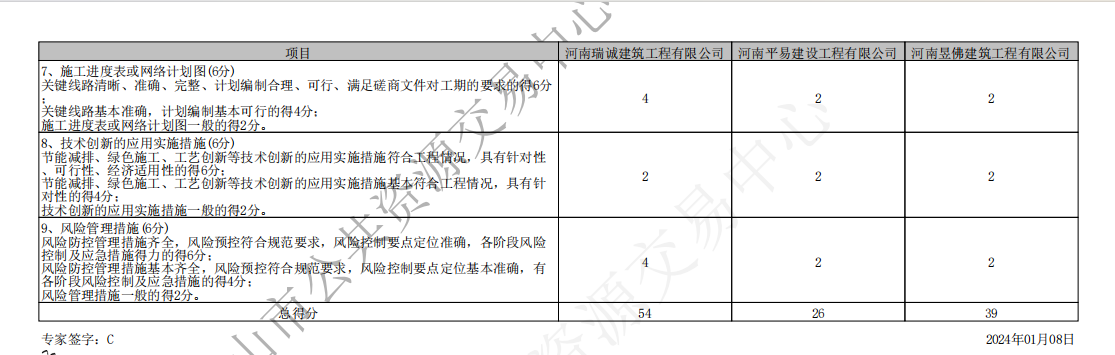 项目 河南瑞诚建筑工程有限公司 河南平易建设工程有限公司 河南昱佛建筑工程有限公司
7、施工进度表或网络计划图(6分)
关键线路清晰、准确、完整、计划编制合理、可行、满足磋商文件对工期的要求的得6分
;
关键线路基本准确，计划编制基本可行的得4分;
施工进度表或网络计划图一般的得2分。
4 2 2
8、技术创新的应用实施措施(6分)
节能减排、绿色施工、工艺创新等技术创新的应用实施措施符合工程情况，具有针对性
、可行性、经济适用性的得6分;
节能减排、绿色施工、工艺创新等技术创新的应用实施措施基本符合工程情况，具有针
对性的得4分;
技术创新的应用实施措施一般的得2分。
2 2 2
9、风险管理措施(6分)
风险防控管理措施齐全，风险预控符合规范要求，风险控制要点定位准确，各阶段风险
控制及应急措施得力的得6分;
风险防控管理措施基本齐全，风险预控符合规范要求，风险控制要点定位基本准确，有
各阶段风险控制及应急措施的得4分;
风险管理措施一般的得2分。
4 2 2
总得分 54 26 39
专家签字：C 2024年01月08日
山市公共资源交易中心
资源交易中心